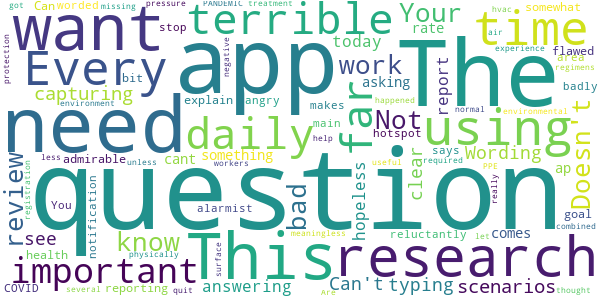 got Can worded missing pressure PANDEMIC treatment hvac somewhat
want terrible Your time
protection stop rate air experience regimens
Every app The flawed
today area
bit negative work asking report badly
capturing environment explain angry makes happened normal environmental
need daily far Not hotspot using Doesn't
main help
less admirable cant something clear says Wording ap
unless workers useful required PPE
review registration question
You bad hopeless reluctantly let goal
notification alarmist meaningless comes combined
see know This research
health physically surface really
important Can't typing scenarios
COVID several reporting quit answering Are thought